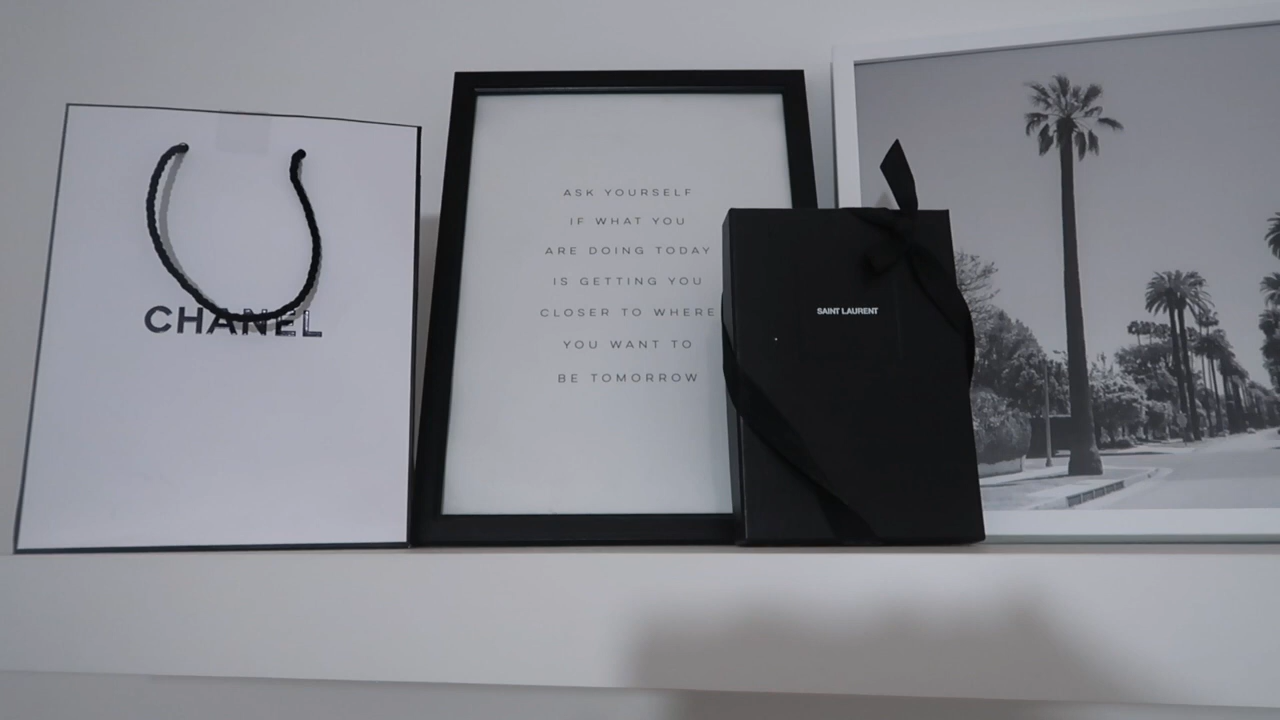 CHANEL
ASK YOURSELF
IF WHAT YOU
ARE DOING TODAY
IS GETTING YOU
CLOSER TO WHERE
YOU WANT TO
BE TOMORROW
SAINT LAURENT